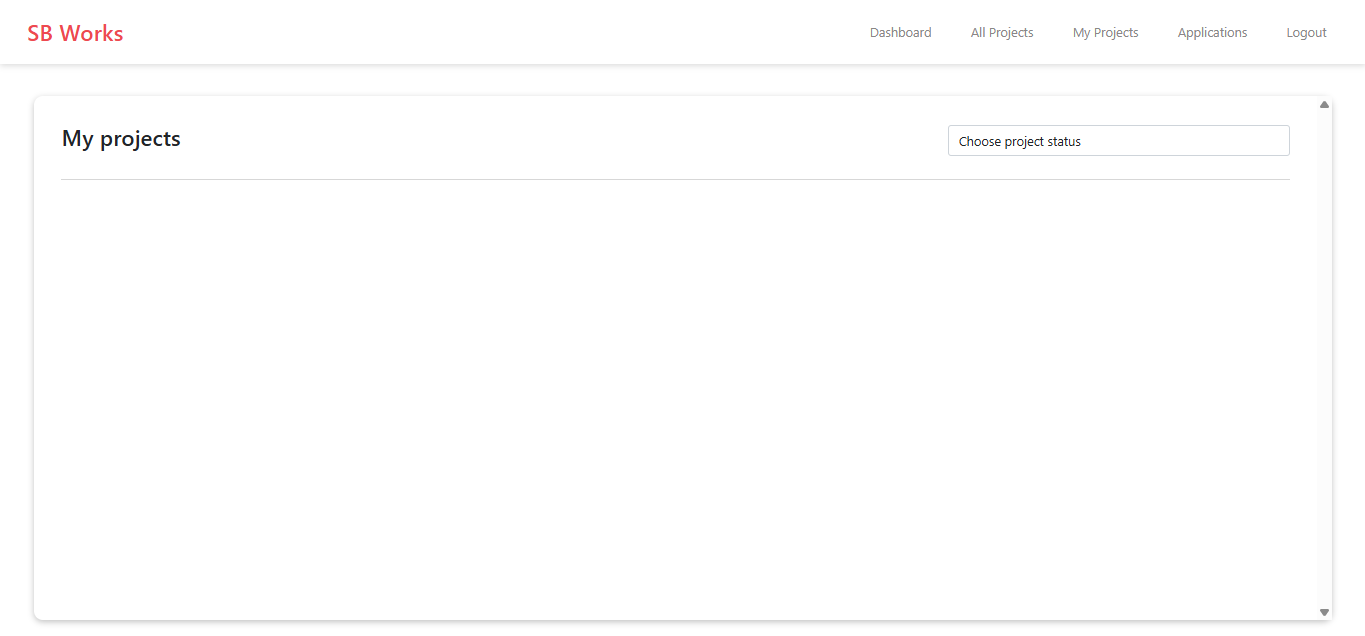 SB Works
Dashboard
All Projects
My Projects
Applications
Logout
My projects
Choose project status